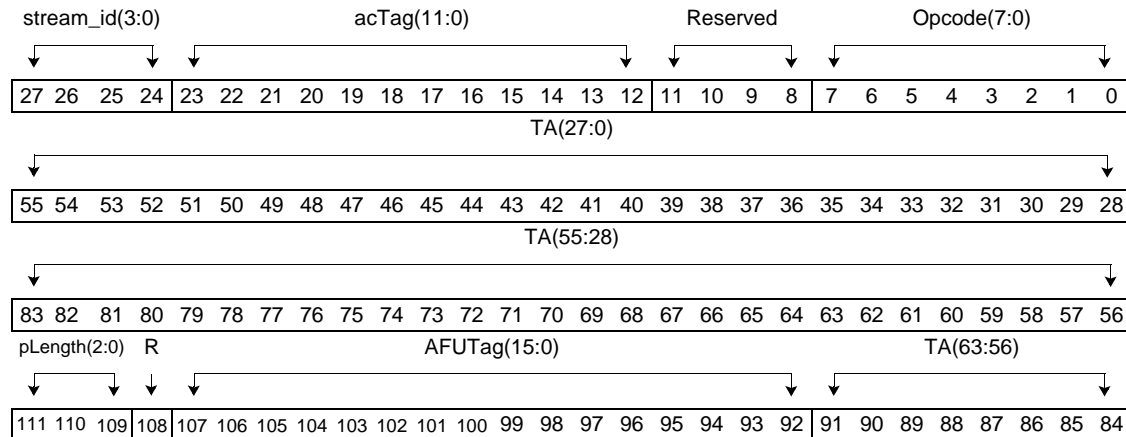 stream_id(3:0) acTag(11:0) Reserved Opcode(7:0)
27 26 25 24 23 22 21 20 19 18 17 16 15 14 13 12 11 10 9 8 7 6 5 4 3 2 1 0
TA(27:0)
55 54 53 52 51 50 49 48 47 46 45 44 43 42 41 40 39 38 37 36 35 34 33 32 31 30 29 28
TA(55:28)
83 82 81 80 79 78 77 76 75 74 73 72 71 70 69 68 67 66 65 64 63 62 61 60 59 58 57 56
pLength(2:0) R AFUTag(15:0) TA(63:56)
111 110 109 108 107 106 105 104 103 102 101 100 99 98 97 96 95 94 93 92 91 90 89 88 87 86 85 84